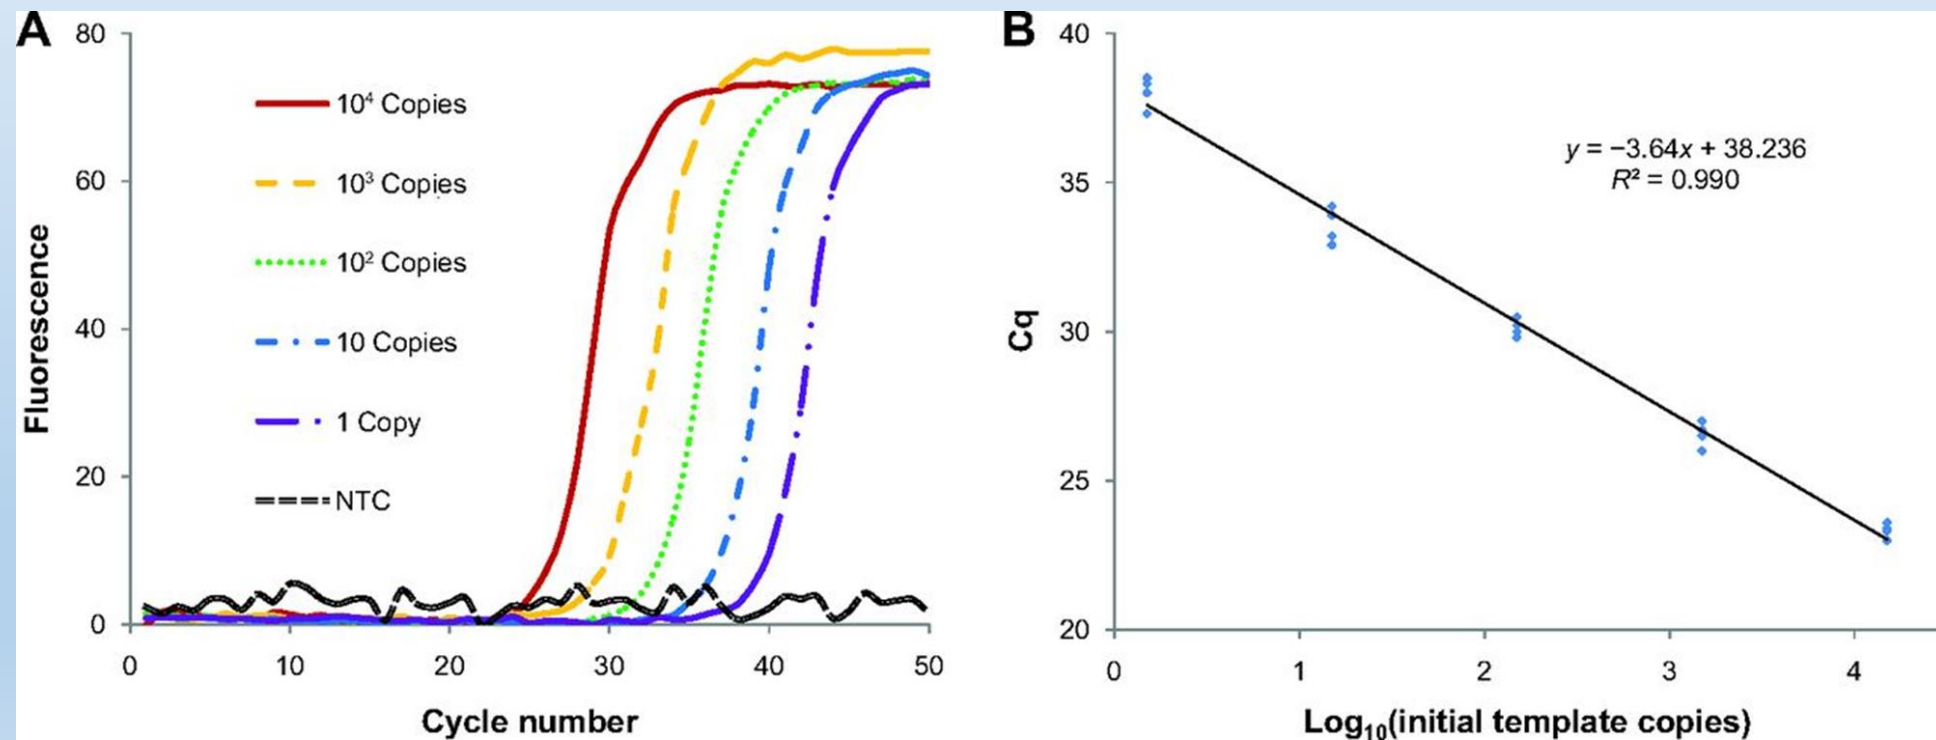 A
80
60
40
20
0
Fluorescence
10⁴ Copies
10³ Copies
10² Copies
10 Copies
1 Copy
NTC
0 10 20 30 40 50
Cycle number
B
40
35
30
25
20
Cq
y = −3.64x + 38.236
R² = 0.990
0 1 2 3 4
Log₁₀(initial template copies)